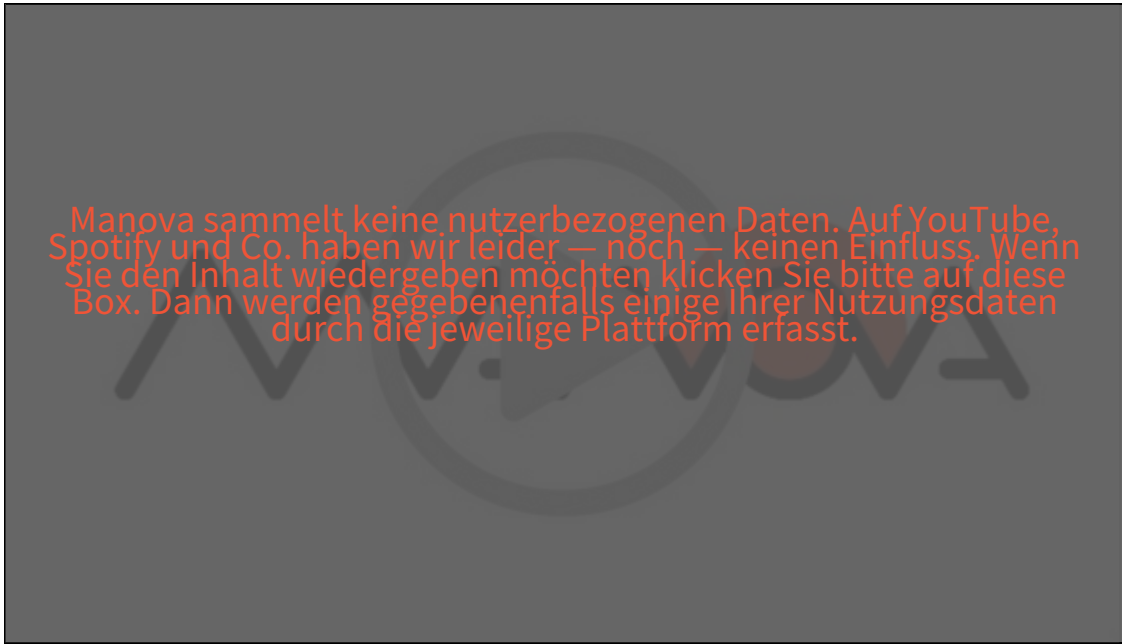 Manova sammelt keine nutzerbezogenen Daten. Auf YouTube,
Spotify und Co. haben wir leider — noch — keinen Einfluss. Wenn
Sie den Inhalt wiedergeben möchten klicken Sie bitte auf diese
Box. Dann werden gegebenenfalls einige Ihrer Nutzungsdaten
durch die jeweilige Plattform erfasst.
MANOVA